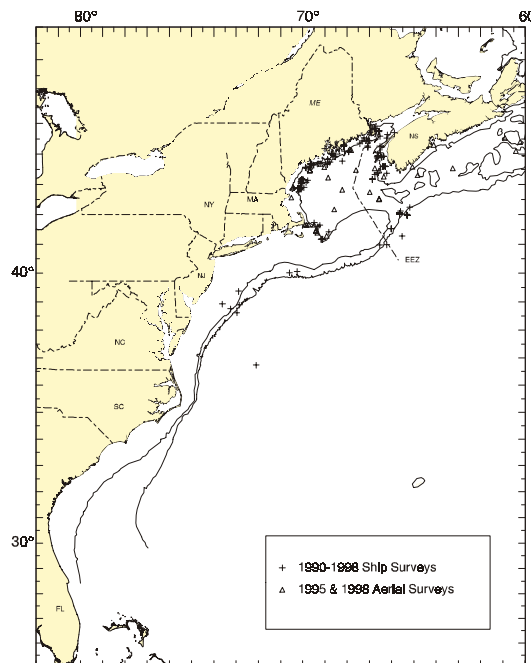 80° 70° 60
ME
NS
NY MA
EEZ
40°
NJ
NC
SC
30°
1990-1998 Ship Surveys
1995 & 1998 Aerial Surveys
FL